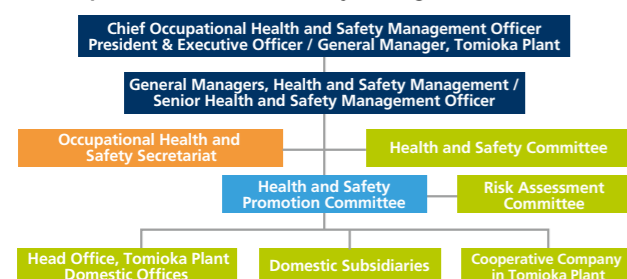 Chief Occupational Health and Safety Management Officer
President & Executive Officer / General Manager, Tomioka Plant
General Managers, Health and Safety Management /
Senior Health and Safety Management Officer
Occupational Health and
Safety Secretariat
Health and Safety Committee
Health and Safety
Promotion Committee
Risk Assessment
Committee
Head Office, Tomioka Plant
Domestic Offices
Domestic Subsidiaries
Cooperative Company
in Tomioka Plant